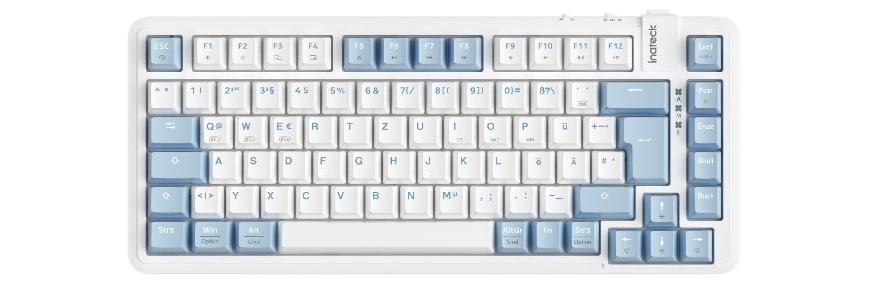 ESC F1 F2 F3 F4 F5 F6 F7 F8 F9 F10 F11 F12 inateck Entf
^ ° 1 ! 2" 3 § 4 $ 5 % 6 & 7 { / 8 [ ( 9 ] ) 0 } = ß ? \ ← Pos1
Q @ W E € R T Z U I O P ü + ~ Ende
A S D F G H J K L ö ä # ' Bild↑
< | > Y X C V B N M µ , ; . : - _ ⇧ ↑ Bild↓
Strg Win Option Alt Cmd AltGr Cmd Fn Strg Option ← ↓ →